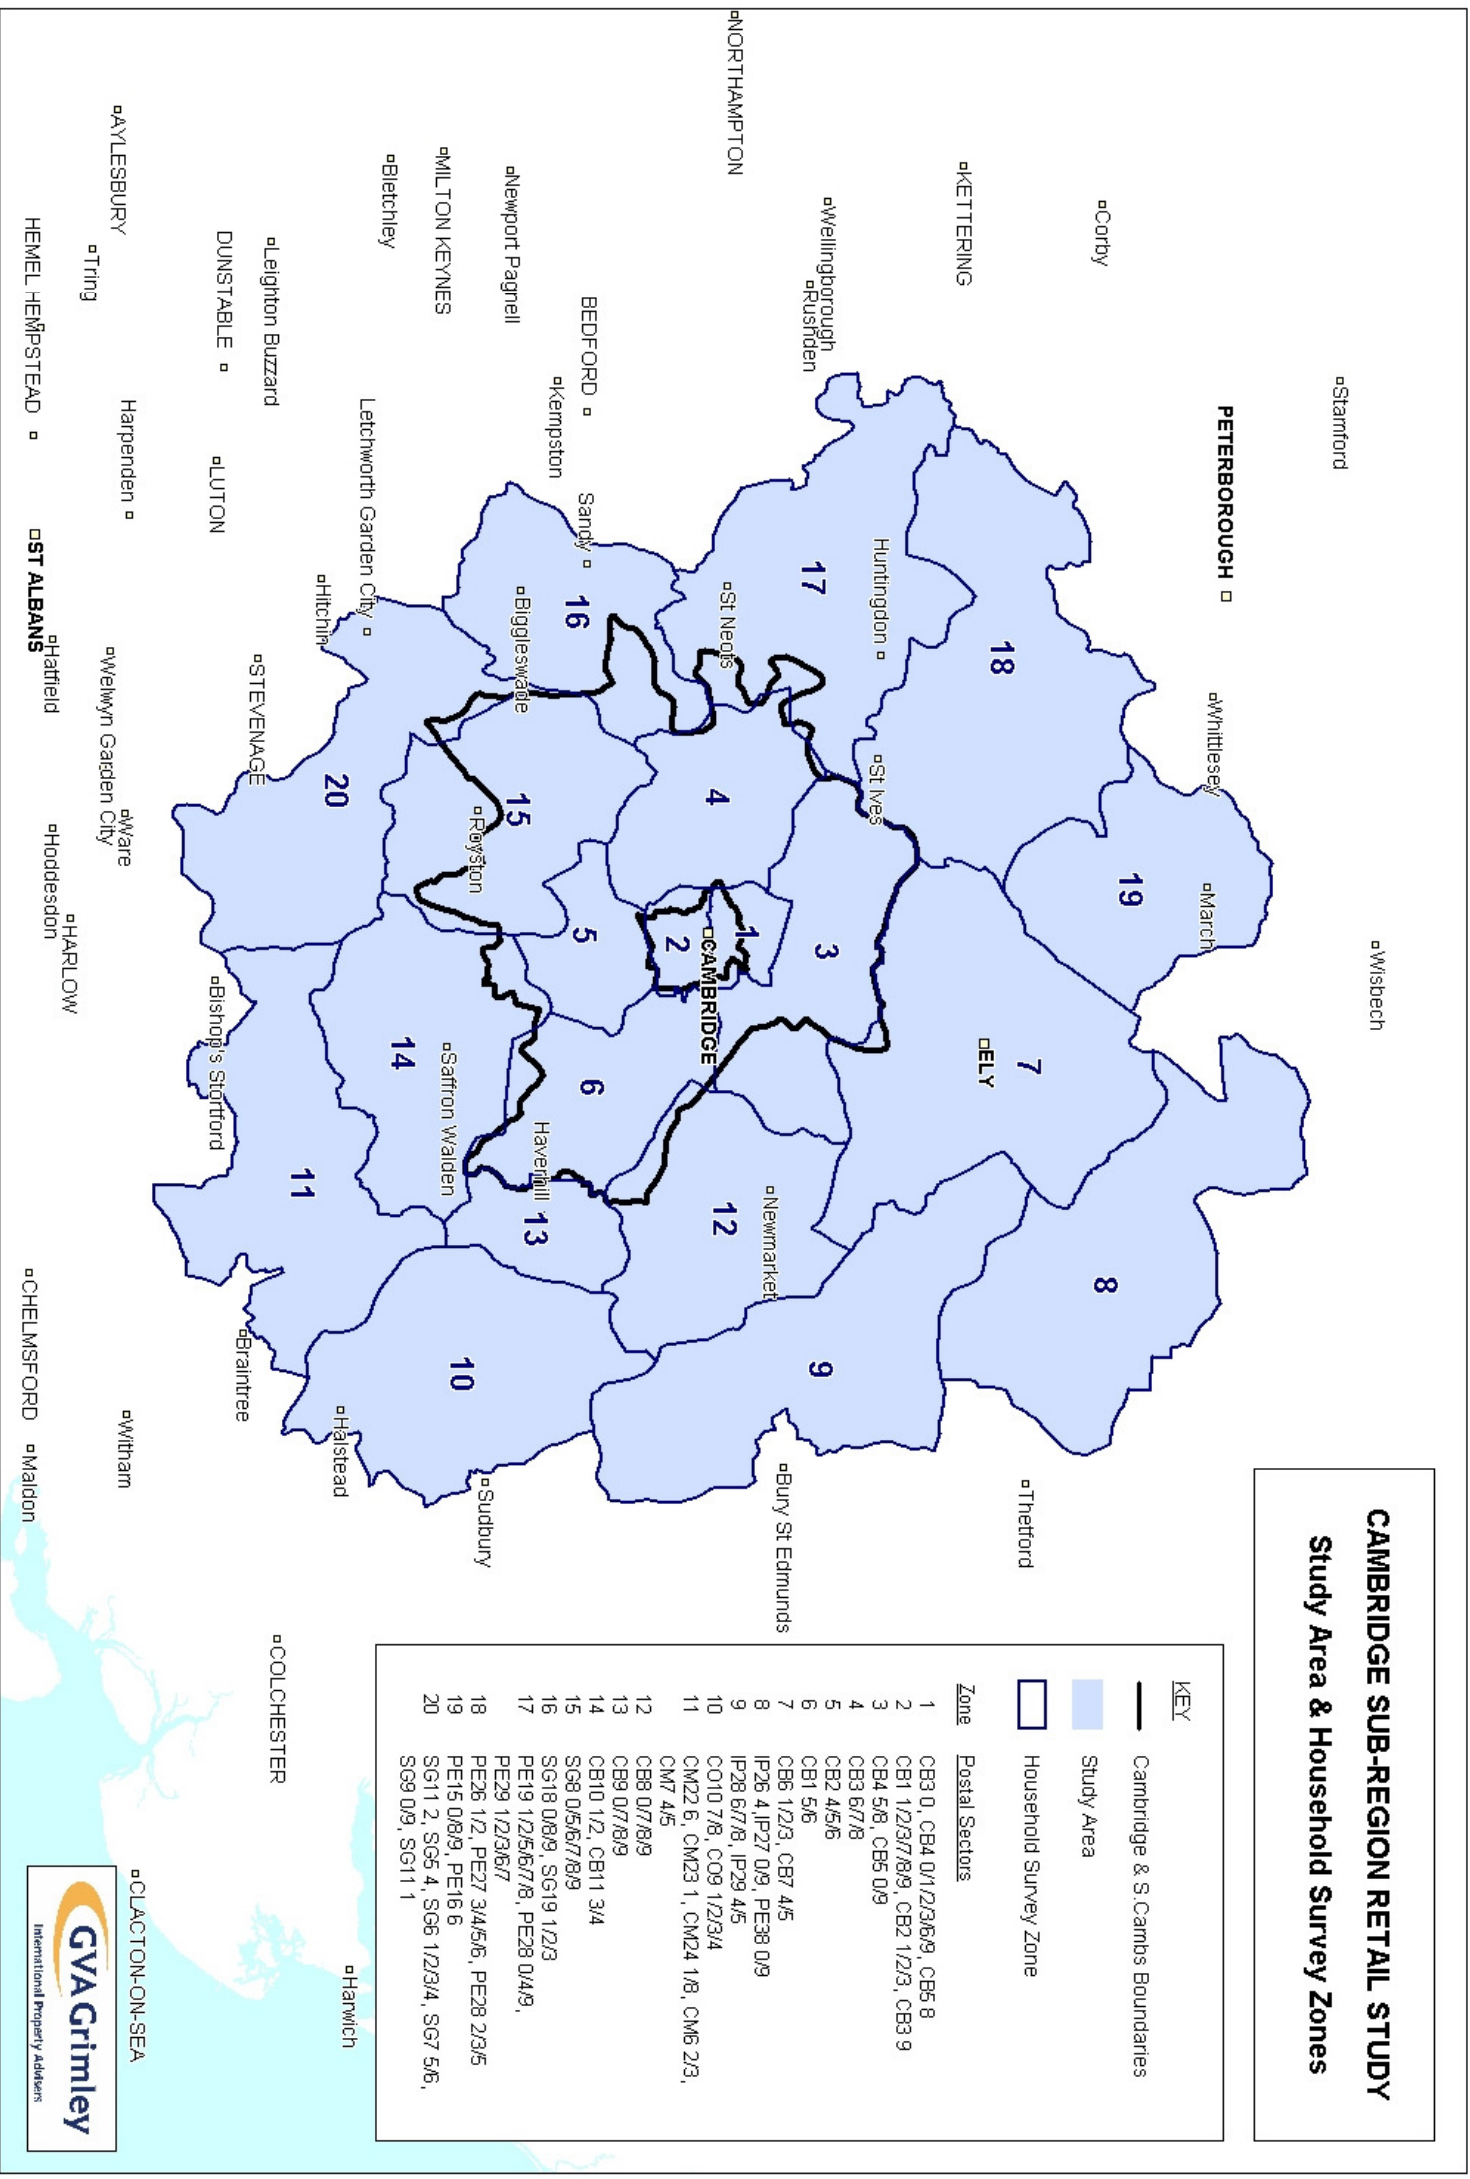 CAMBRIDGE SUB-REGION RETAIL STUDY
Study Area & Household Survey Zones
KEY
Cambridge & S.Cambs Boundaries
Study Area
Household Survey Zone
Zone Postal Sectors
1 CB3 0, CB4 0/1/2/3/6/9, CB5 8
2 CB1 1/2/3/7/8/9, CB2 1/2/3, CB3 9
3 CB4 5/8, CB5 0/9
4 CB3 6/7/8
5 CB2 4/5/6
6 CB1 5/6
7 CB6 1/2/3, CB7 4/5
8 IP26 4,IP27 0/9, PE38 0/9
9 IP28 6/7/8, IP29 4/5
10 CO10 7/8, CO9 1/2/3/4
11 CM22 6, CM23 1, CM24 1/8, CM6 2/3,
CM7 4/5
12 CB8 0/7/8/9
13 CB9 0/7/8/9
14 CB10 1/2, CB11 3/4
15 SG8 0/5/6/7/8/9
16 SG18 0/8/9, SG19 1/2/3
17 PE19 1/2/5/6/7/8, PE28 0/4/9,
PE29 1/2/3/6/7
18 PE26 1/2, PE27 3/4/5/6, PE28 2/3/5
19 PE15 0/8/9, PE16 6
20 SG11 2, SG5 4, SG6 1/2/3/4, SG7 5/6,
SG9 0/9, SG11 1
Wisbech
Stamford
PETERBOROUGH
Whittlesey
March
19
Corby
8
Thetford
18
7
ELY
KETTERING
Huntingdon
St Ives
Wellingborough
Rushden
17
3
9
Bury St Edmunds
Newmarket
NORTHAMPTON
St Neots
4
1
CAMBRIDGE
12
2
BEDFORD
Sandy
16
5
6
Kempston
Haverhill
13
Newport Pagnell
Biggleswade
15
Royston
Sudbury
10
MILTON KEYNES
Saffron Walden
14
Bletchley
Letchworth Garden City
20
Halstead
Harwich
Hitchin
11
Leighton Buzzard
STEVENAGE
COLCHESTER
DUNSTABLE
LUTON
Bishop's Stortford
Braintree
AYLESBURY
Harpenden
Welwyn Garden City
Ware
Witham
CLACTON-ON-SEA
Tring
HARLOW
Hatfield
Hoddesdon
HEMEL HEMPSTEAD
ST ALBANS
CHELMSFORD
Maldon
GVA Grimley
International Property Advisers